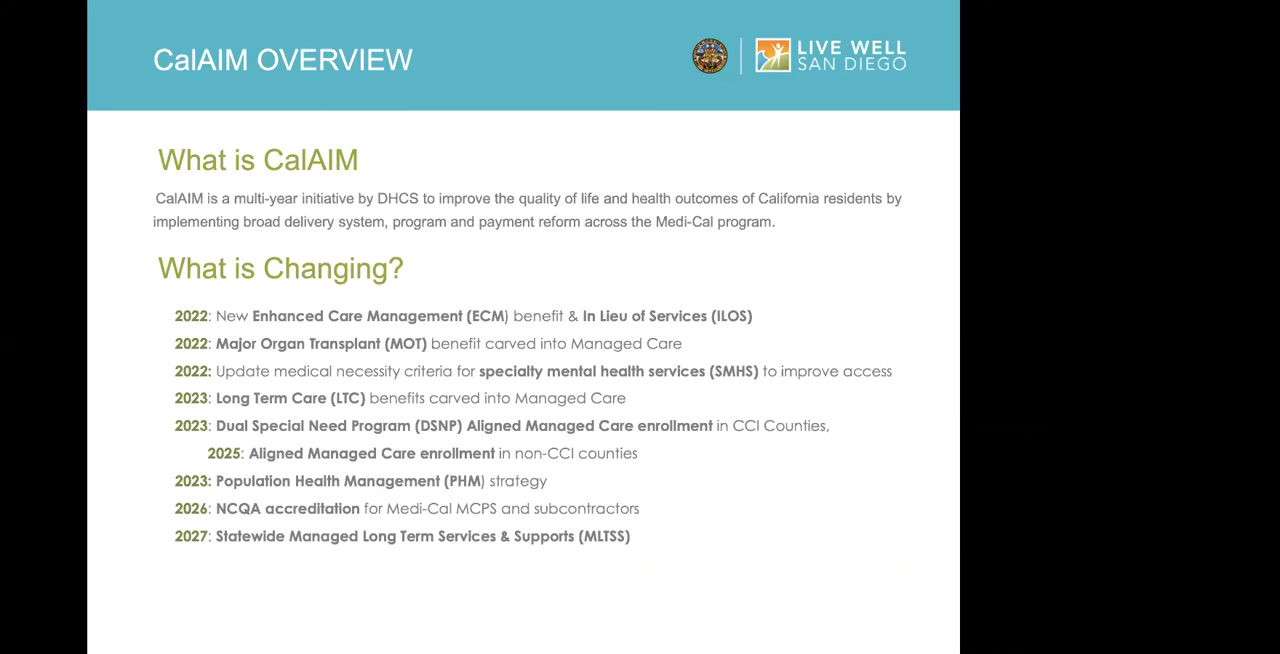 CalAIM OVERVIEW
LIVE WELL
SAN DIEGO
What is CalAIM
CalAIM is a multi-year initiative by DHCS to improve the quality of life and health outcomes of California residents by
implementing broad delivery system, program and payment reform across the Medi-Cal program.
What is Changing?
2022: New Enhanced Care Management (ECM) benefit & In Lieu of Services (ILOS)
2022: Major Organ Transplant (MOT) benefit carved into Managed Care
2022: Update medical necessity criteria for specialty mental health services (SMHS) to improve access
2023: Long Term Care (LTC) benefits carved into Managed Care
2023: Dual Special Need Program (DSNP) Aligned Managed Care enrollment in CCI Counties,
2025: Aligned Managed Care enrollment in non-CCI counties
2023: Population Health Management (PHM) strategy
2026: NCQA accreditation for Medi-Cal MCPS and subcontractors
2027: Statewide Managed Long Term Services & Supports (MLTSS)